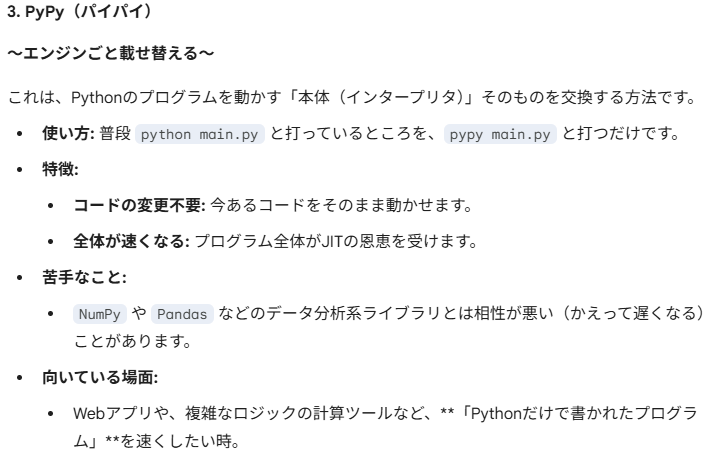 3. PyPy（パイパイ）
〜エンジンごと載せ替える〜
これは、Pythonのプログラムを動かす「本体（インタープリタ）」そのものを交換する方法です。
• 使い方: 普段 python main.py と打っているところを、 pypy main.py と打つだけです。
• 特徴:
• コードの変更不要: 今あるコードをそのまま動かせます。
• 全体が速くなる: プログラム全体がJITの恩恵を受けます。
• 苦手なこと:
• NumPy や Pandas などのデータ分析系ライブラリとは相性が悪い（かえって遅くなる）
ことがあります。
• 向いている場面:
• Webアプリや、複雑なロジックの計算ツールなど、**「Pythonだけで書かれたプログラ
ム」**を速くしたい時。